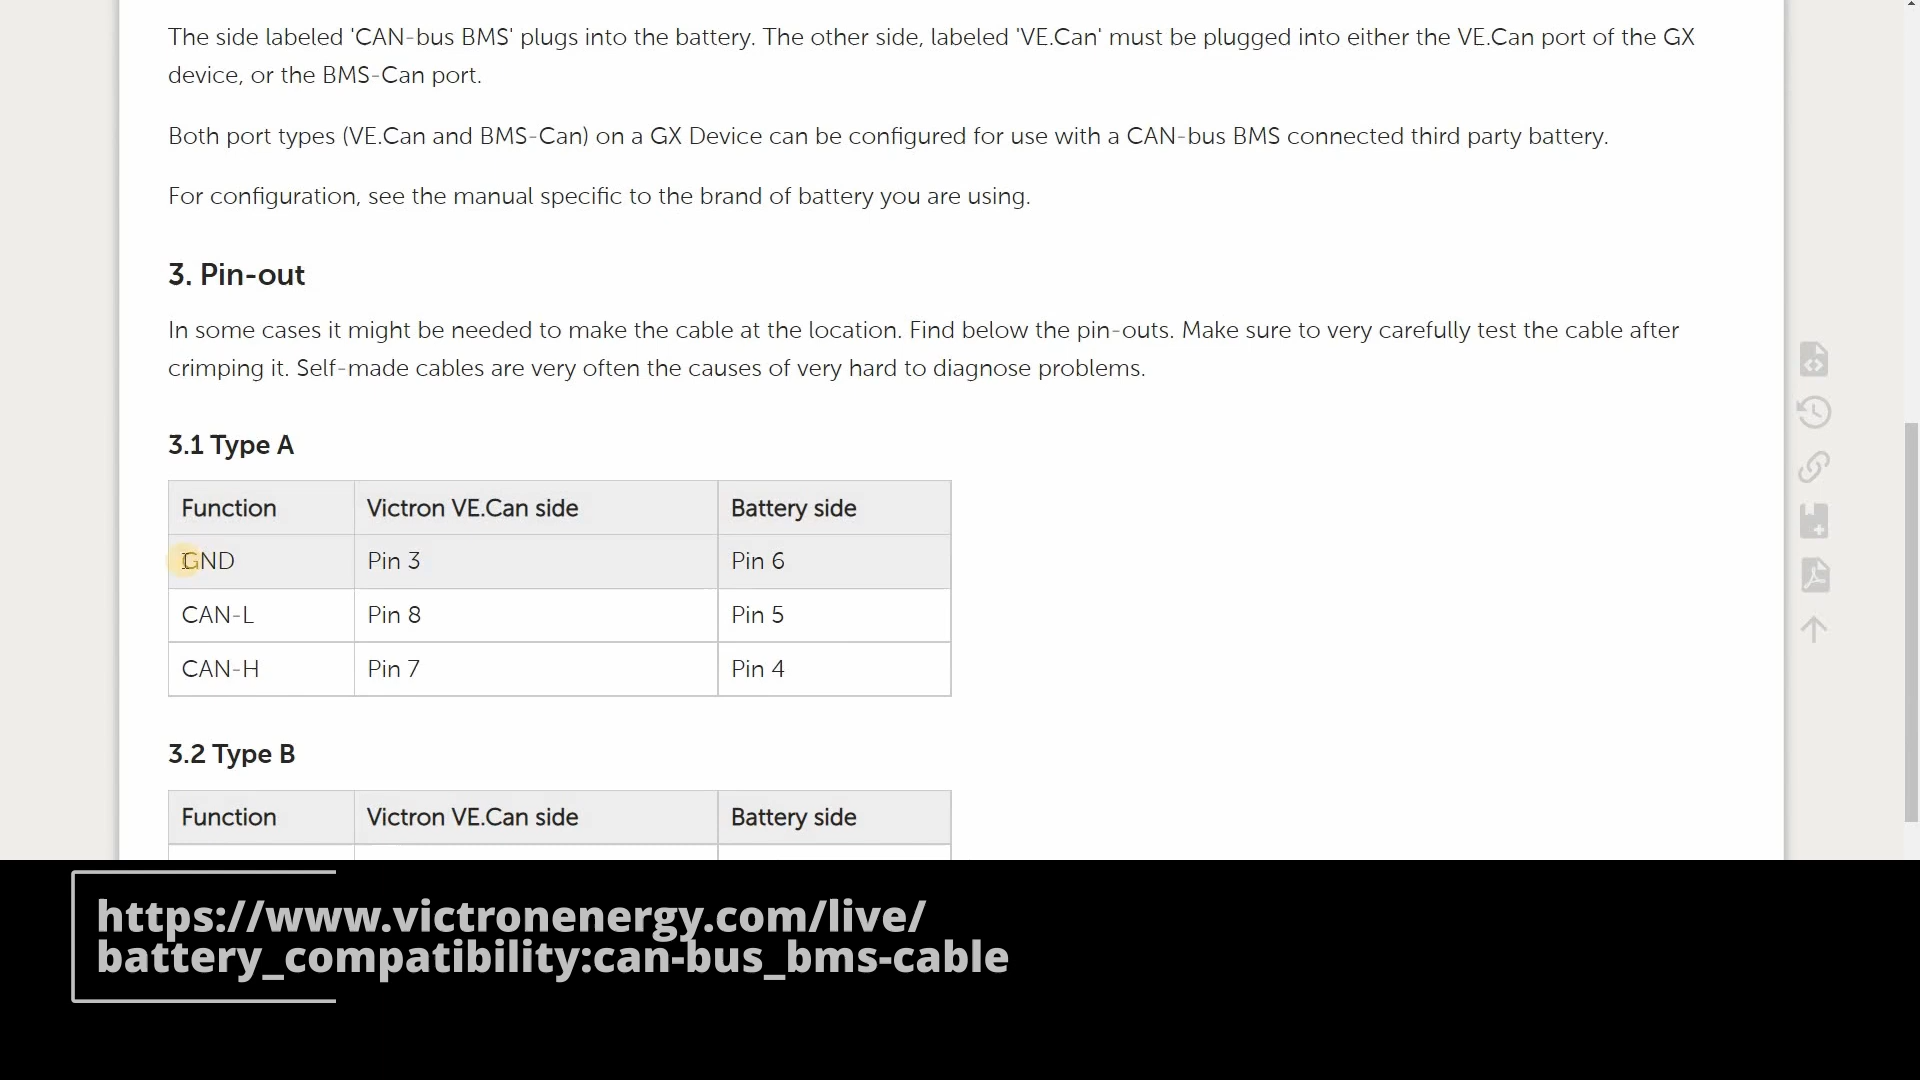 The side labeled 'CAN-bus BMS' plugs into the battery. The other side, labeled 'VE.Can' must be plugged into either the VE.Can port of the GX
device, or the BMS-Can port.
Both port types (VE.Can and BMS-Can) on a GX Device can be configured for use with a CAN-bus BMS connected third party battery.
For configuration, see the manual specific to the brand of battery you are using.
3. Pin-out
In some cases it might be needed to make the cable at the location. Find below the pin-outs. Make sure to very carefully test the cable after
crimping it. Self-made cables are very often the causes of very hard to diagnose problems.
3.1 Type A
Function Victron VE.Can side Battery side
GND Pin 3 Pin 6
CAN-L Pin 8 Pin 5
CAN-H Pin 7 Pin 4
3.2 Type B
Function Victron VE.Can side Battery side
https://www.victronenergy.com/live/
battery_compatibility:can-bus_bms-cable